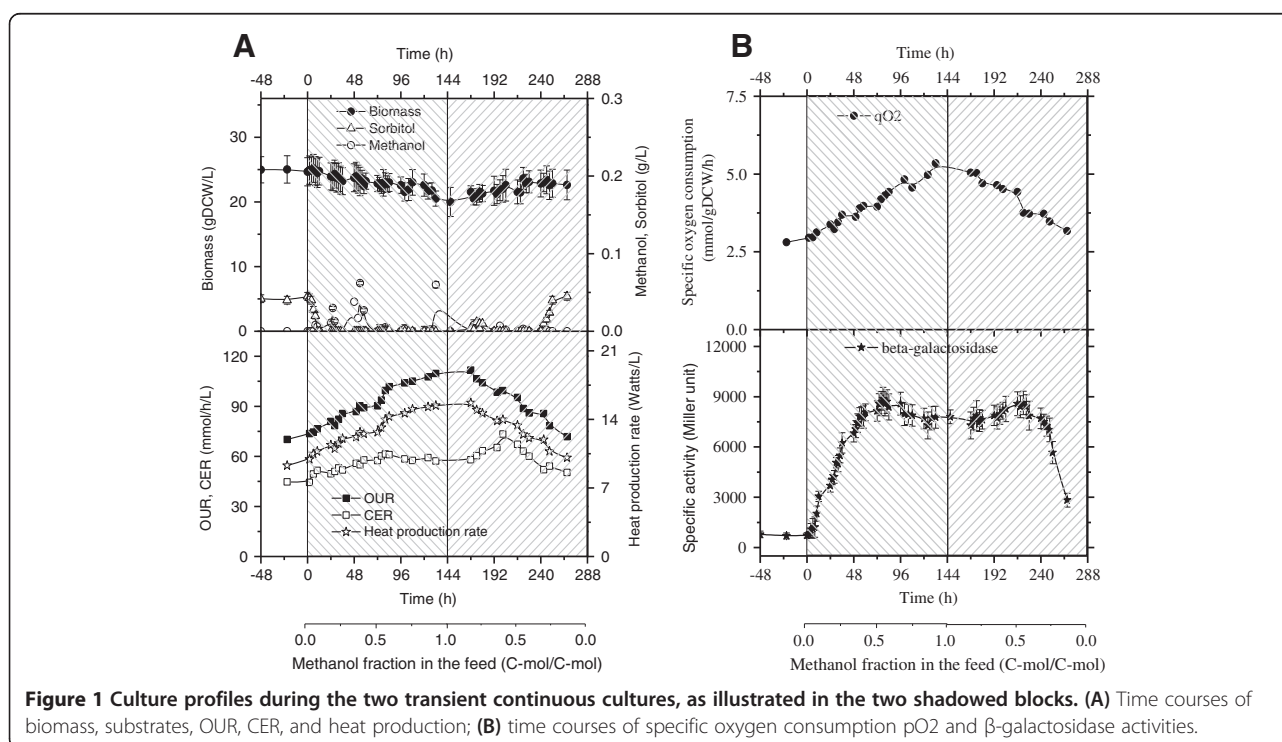 A
Time (h)
-48 0 48 96 144 192 240 288
Biomass
Sorbitol
Methanol
Biomass (gDCW/L)
30
20
10
0
Methanol, Sorbitol (g/L)
0.3
0.2
0.1
0.0
OUR, CER (mmol/h/L)
120
90
60
30
0
Heat production rate (Watts/L)
21
14
7
0
OUR
CER
Heat production rate
-48 0 48 96 144 192 240 288
Time (h)
0.0 0.5 1.0 0.5 0.0
Methanol fraction in the feed (C-mol/C-mol)
B
Time (h)
-48 0 48 96 144 192 240 288
qO2
Specific oxygen consumption
(mmol/gDCW/h)
7.5
5.0
2.5
0.0
beta-galactosidase
Specific activity (Miller unit)
12000
9000
6000
3000
0
-48 0 48 96 144 192 240 288
Time (h)
0.0 0.5 1.0 0.5 0.0
Methanol fraction in the feed (C-mol/C-mol)
Figure 1 Culture profiles during the two transient continuous cultures, as illustrated in the two shadowed blocks. (A) Time courses of
biomass, substrates, OUR, CER, and heat production; (B) time courses of specific oxygen consumption pO2 and β-galactosidase activities.